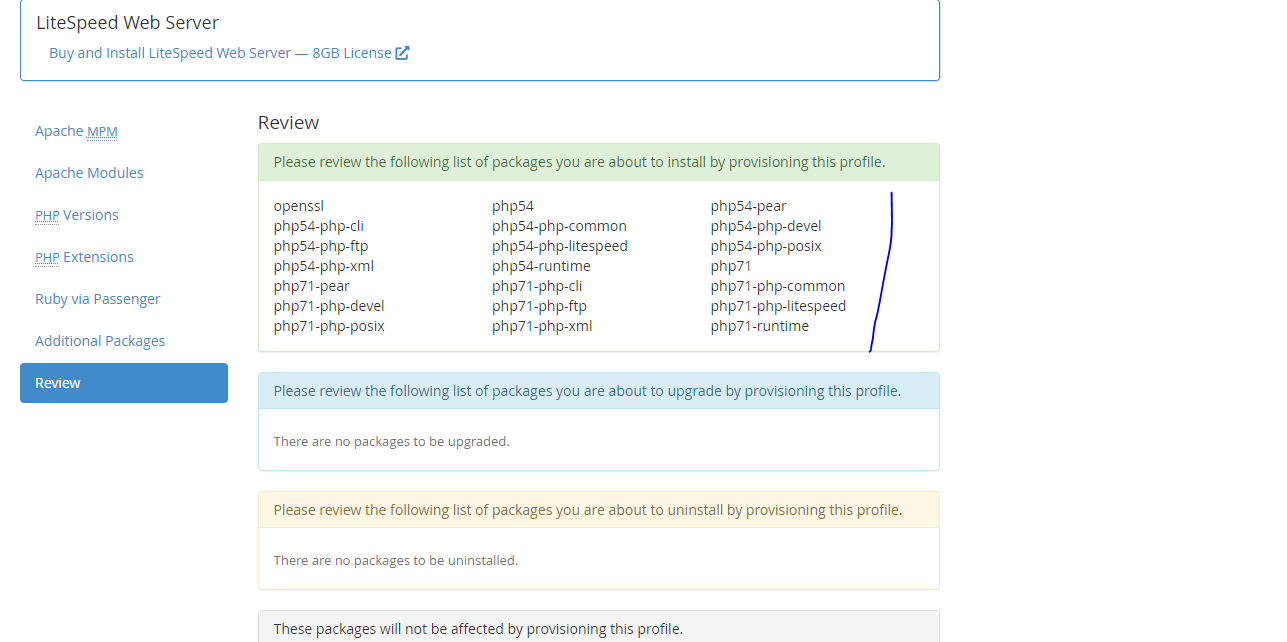 LiteSpeed Web Server
Buy and Install LiteSpeed Web Server — 8GB License
Apache MPM
Apache Modules
PHP Versions
PHP Extensions
Ruby via Passenger
Additional Packages
Review
Review
Please review the following list of packages you are about to install by provisioning this profile.
openssl php54 php54-pear
php54-php-cli php54-php-common php54-php-devel
php54-php-ftp php54-php-litespeed php54-php-posix
php54-php-xml php54-runtime php71
php71-pear php71-php-cli php71-php-common
php71-php-devel php71-php-ftp php71-php-litespeed
php71-php-posix php71-php-xml php71-runtime
Please review the following list of packages you are about to upgrade by provisioning this profile.
There are no packages to be upgraded.
Please review the following list of packages you are about to uninstall by provisioning this profile.
There are no packages to be uninstalled.
These packages will not be affected by provisioning this profile.